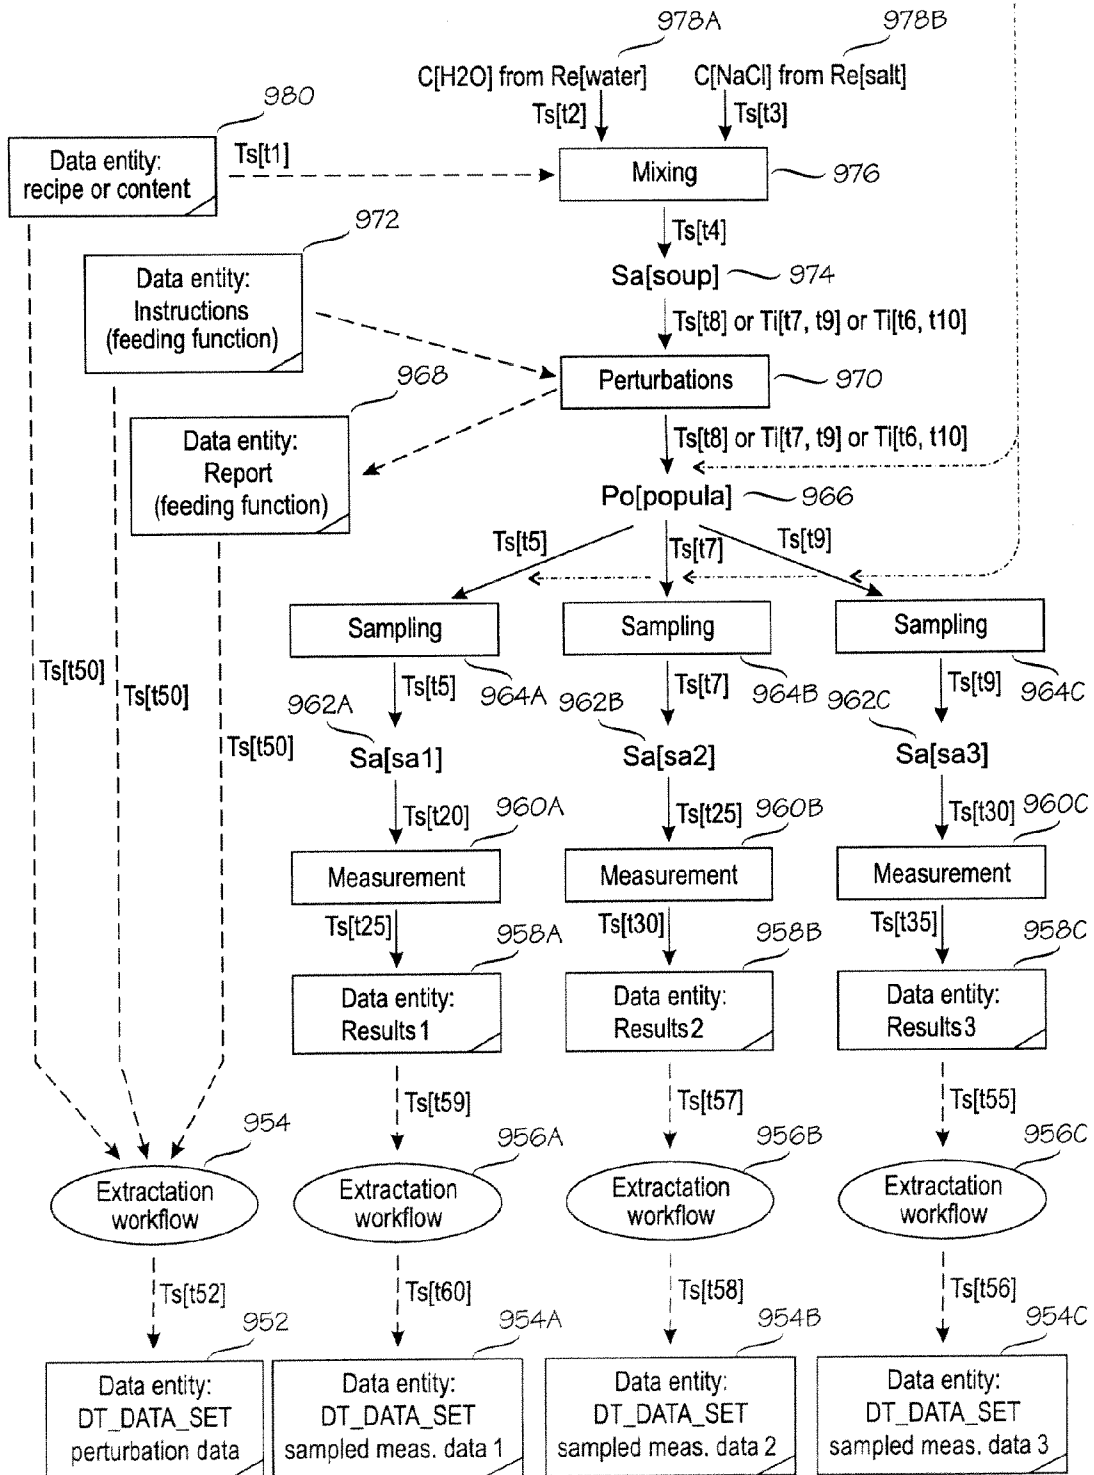 978A
978B
C[H2O] from Re[water]
C[NaCl] from Re[salt]
980
Ts[t2]
Ts[t3]
Data entity:
recipe or content
Ts[t1]
Mixing
976
972
Ts[t4]
Data entity:
Instructions
(feeding function)
Sa[soup]
974
Ts[t8] or Ti[t7, t9] or Ti[t6, t10]
968
Perturbations
970
Data entity:
Report
(feeding function)
Ts[t8] or Ti[t7, t9] or Ti[t6, t10]
Po[popula]
966
Ts[t5]
Ts[t7]
Ts[t9]
Sampling
Sampling
Sampling
Ts[t50]
Ts[t50]
Ts[t50]
Ts[t5]
964A
Ts[t7]
964B
Ts[t9]
964C
962A
962B
962C
Sa[sa1]
Sa[sa2]
Sa[sa3]
Ts[t20]
960A
Ts[t25]
960B
Ts[t30]
960C
Measurement
Measurement
Measurement
Ts[t25]
958A
Ts[t30]
958B
Ts[t35]
958C
Data entity:
Results1
Data entity:
Results2
Data entity:
Results3
Ts[t59]
Ts[t57]
Ts[t55]
954
956A
956B
956C
Extractation
workflow
Extractation
workflow
Extractation
workflow
Extractation
workflow
Ts[t52]
Ts[t60]
Ts[t58]
Ts[t56]
952
954A
954B
954C
Data entity:
DT_DATA_SET
perturbation data
Data entity:
DT_DATA_SET
sampled meas. data 1
Data entity:
DT_DATA_SET
sampled meas. data 2
Data entity:
DT_DATA_SET
sampled meas. data 3